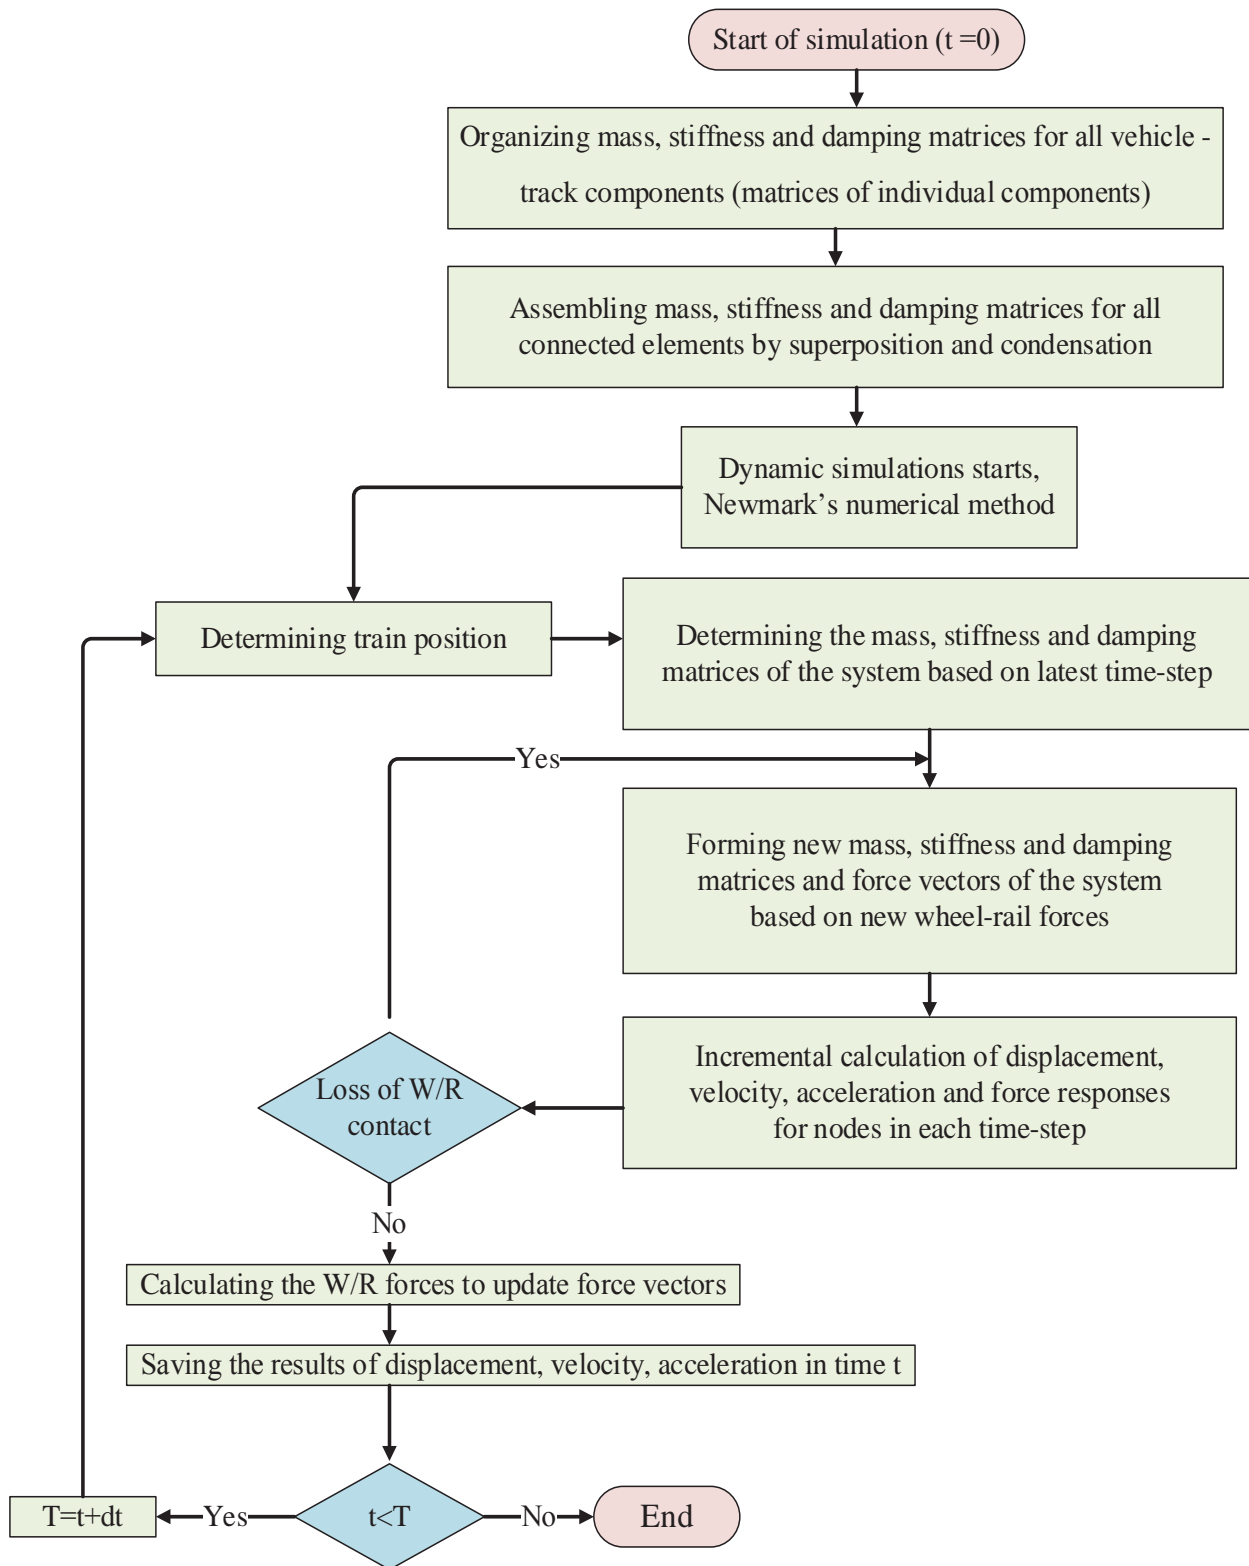 Start of simulation (t =0)
Organizing mass, stiffness and damping matrices for all vehicle -
track components (matrices of individual components)
Assembling mass, stiffness and damping matrices for all
connected elements by superposition and condensation
Dynamic simulations starts,
Newmark’s numerical method
Determining train position
Determining the mass, stiffness and damping
matrices of the system based on latest time-step
Yes
Forming new mass, stiffness and damping
matrices and force vectors of the system
based on new wheel-rail forces
Incremental calculation of displacement,
velocity, acceleration and force responses
for nodes in each time-step
Loss of W/R
contact
No
Calculating the W/R forces to update force vectors
Saving the results of displacement, velocity, acceleration in time t
t<T
Yes
T=t+dt
No
End